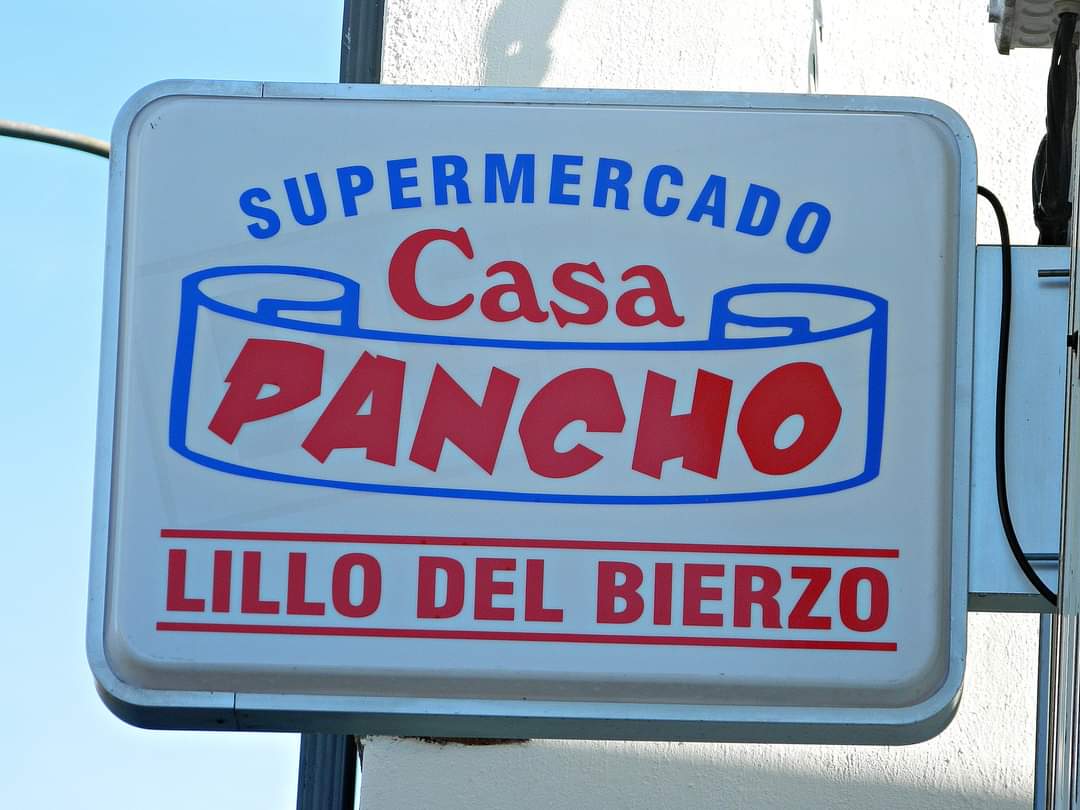 SUPERMERCADO
Casa
PANCHO
LILLO DEL BIERZO